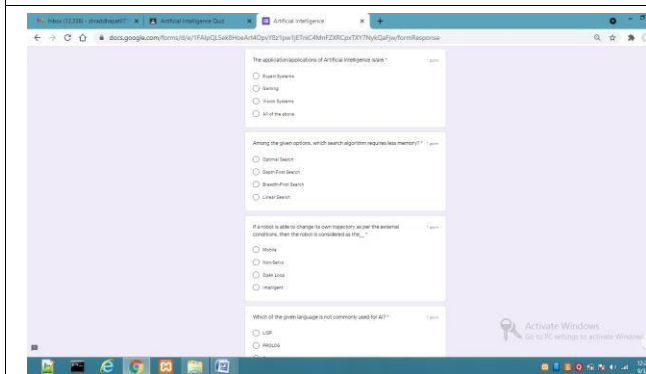 Artificial Intelligence Quiz
Artificial Intelligence
The application/applications of Artificial Intelligence is/are *
Expert Systems
Gaming
Vision Systems
All of the above
Among the given options, which search algorithm requires less memory? *
Optimal Search
Depth-First Search
Breadth-First Search
Linear Search
If a robot is able to change its own trajectory as per the external
conditions, then the robot is considered as the__ *
Mobile
Non-Servo
Open Loop
Intelligent
Which of the given language is not commonly used for AI? *
LISP
PROLOG
Activate Windows
Go to PC settings to activate Windows